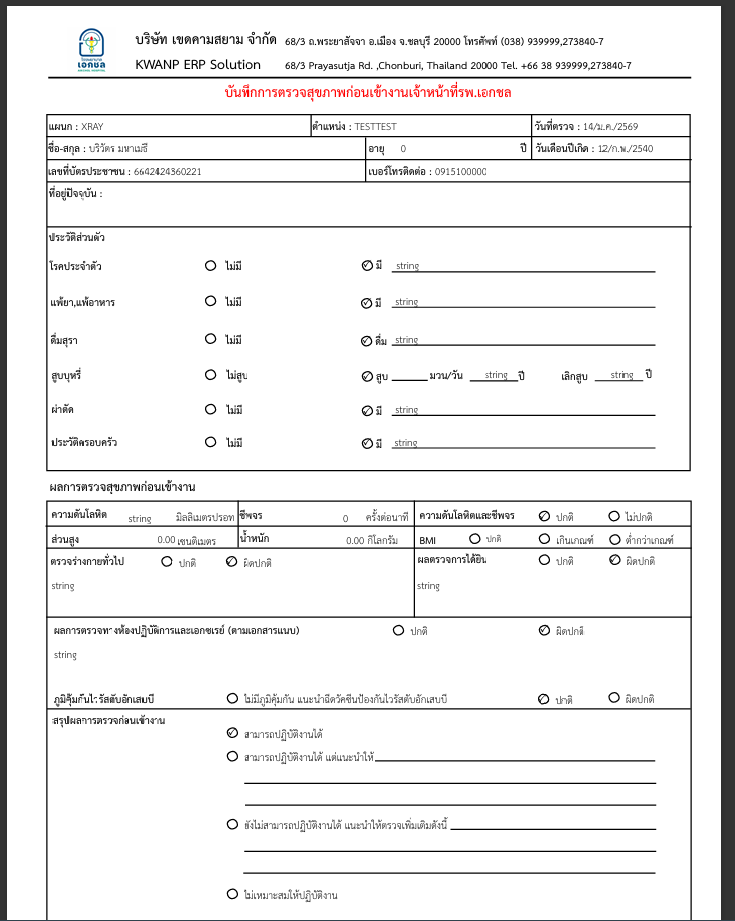 บริษัท เขตคามสยาม จำกัด 68/3 ถ.พระยาสัจจา อ.เมือง จ.ชลบุรี 20000 โทรศัพท์ (038) 939999,273840-7
KWANP ERP Solution 68/3 Prayasutja Rd. ,Chonburi, Thailand 20000 Tel. +66 38 939999,273840-7
เอกชล
บันทึกการตรวจสุขภาพก่อนเข้างานเจ้าหน้าที่รพ.เอกชล
แผนก : XRAY ตำแหน่ง : TESTTEST วันที่ตรวจ : 14/ม.ค./2569
ชื่อ-สกุล : บริวัตร มหาเมธี อายุ 0 ปี วันเดือนปีเกิด : 12/ก.พ./2540
เลขที่บัตรประชาชน : 6642424360221 เบอร์โทรติดต่อ : 0915100000
ที่อยู่ปัจจุบัน :
ประวัติส่วนตัว
โรคประจำตัว ไม่มี มี string
แพ้ยา,แพ้อาหาร ไม่มี มี string
ดื่มสุรา ไม่มี ดื่ม string
สูบบุหรี่ ไม่สูบ สูบ มวน/วัน string ปี เลิกสูบ string ปี
ผ่าตัด ไม่มี มี string
ประวัติครอบครัว ไม่มี มี string
ผลการตรวจสุขภาพก่อนเข้างาน
ความดันโลหิต string มิลลิเมตรปรอท ชีพจร 0 ครั้งต่อนาที ความดันโลหิตและชีพจร ปกติ ไม่ปกติ
ส่วนสูง 0.00 เซนติเมตร น้ำหนัก 0.00 กิโลกรัม BMI ปกติ เกินเกณฑ์ ต่ำกว่าเกณฑ์
ตรวจร่างกายทั่วไป ปกติ ผิดปกติ ผลตรวจการได้ยิน ปกติ ผิดปกติ
string string
ผลการตรวจทางห้องปฏิบัติการและเอกซเรย์ (ตามเอกสารแนบ) ปกติ ผิดปกติ
string
ภูมิคุ้มกันไวรัสตับอักเสบบี ไม่มีภูมิคุ้มกัน แนะนำฉีดวัคซีนป้องกันไวรัสตับอักเสบบี ปกติ ผิดปกติ
สรุปผลการตรวจก่อนเข้างาน
สามารถปฏิบัติงานได้
สามารถปฏิบัติงานได้ แต่แนะนำให้
ยังไม่สามารถปฏิบัติงานได้ แนะนำให้ตรวจเพิ่มเติมดังนี้
ไม่เหมาะสมให้ปฏิบัติงาน